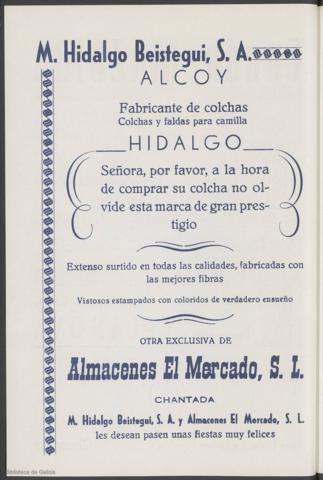 M. Hidalgo Beistegui, S. A.
ALCOY
Fabricante de colchas
Colchas y faldas para camilla
HIDALGO
Señora, por favor, a la hora
de comprar su colcha no ol-
vide esta marca de gran pres-
tigio
Extenso surtido en todas las calidades, fabricadas con
las mejores fibras
Vistosos estampados con coloridos de verdadero ensueño
OTRA EXCLUSIVA DE
Almacenes El Mercado, S. L.
CHANTADA
M. Hidalgo Beistegui, S. A. y Almacenes El Mercado, S. L.
les desean pasen unas fiestas muy felices
Biblioteca de Galicia